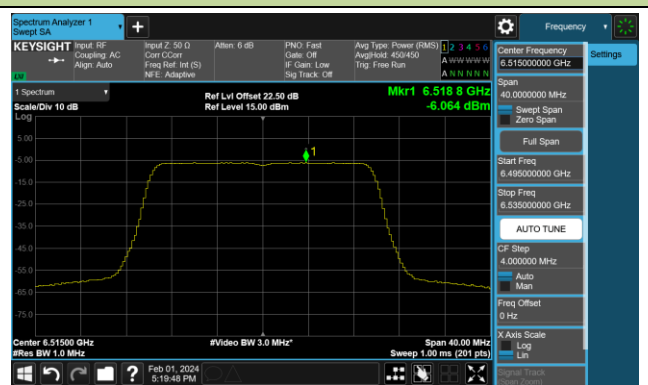 Spectrum Analyzer 1
Swept SA
Frequency
KEYSIGHT
Input: RF
Coupling: AC
Align: Auto
Input Z: 50 Ω
Corr CCorr
Freq Ref: Int (S)
NFE: Adaptive
Atten: 6 dB
PNO: Fast
Gate: Off
IF Gain: Low
Sig Track: Off
Avg Type: Power (RMS)
Avg|Hold: 450/450
Trig: Free Run
1 2 3 4 5 6
A W W W W W
A N N N N N
LW
1 Spectrum
Scale/Div 10 dB
Log
Ref Lvl Offset 22.50 dB
Ref Level 15.00 dBm
Mkr1 6.518 8 GHz
-6.064 dBm
5.00
-5.00
-15.0
-25.0
-35.0
-45.0
-55.0
-65.0
-75.0
1
Center 6.51500 GHz
#Res BW 1.0 MHz
#Video BW 3.0 MHz*
Span 40.00 MHz
Sweep 1.00 ms (201 pts)
Feb 01, 2024
5:19:48 PM
Settings
Center Frequency
6.515000000 GHz
Span
40.0000000 MHz
Swept Span
Zero Span
Full Span
Start Freq
6.495000000 GHz
Stop Freq
6.535000000 GHz
AUTO TUNE
CF Step
4.000000 MHz
Auto
Man
Freq Offset
0 Hz
X Axis Scale
Log
Lin
Signal Track
(Span Zoom)